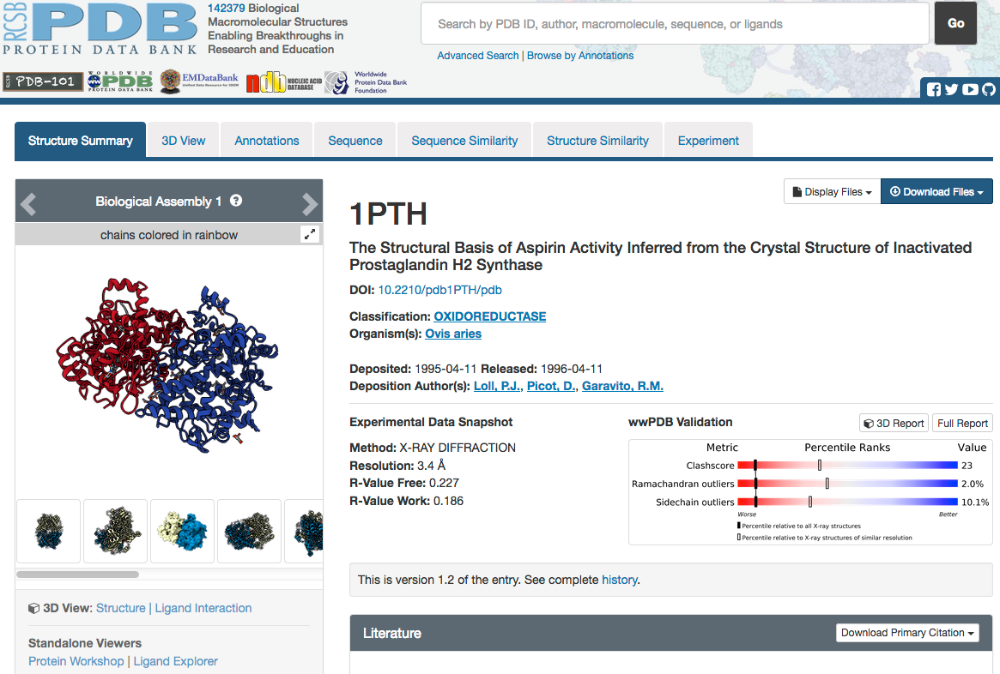 RCSB
PDB
PROTEIN DATA BANK
142379 Biological
Macromolecular Structures
Enabling Breakthroughs in
Research and Education
Search by PDB ID, author, macromolecule, sequence, or ligands
Go
Advanced Search | Browse by Annotations
RCSB PDB-101
WORLDWIDE
PDB
PROTEIN DATA BANK
EMDataBank
Unified Data Resource for 3DEM
ndb NUCLEIC ACID
DATABASE
Worldwide
Protein Data Bank
Foundation
Structure Summary
3D View
Annotations
Sequence
Sequence Similarity
Structure Similarity
Experiment
Biological Assembly 1 ?
chains colored in rainbow
3D View: Structure | Ligand Interaction
Standalone Viewers
Protein Workshop | Ligand Explorer
Display Files
Download Files
1PTH
The Structural Basis of Aspirin Activity Inferred from the Crystal Structure of Inactivated
Prostaglandin H2 Synthase
DOI: 10.2210/pdb1PTH/pdb
Classification: OXIDOREDUCTASE
Organism(s): Ovis aries
Deposited: 1995-04-11 Released: 1996-04-11
Deposition Author(s): Loll, P.J., Picot, D., Garavito, R.M.
Experimental Data Snapshot
Method: X-RAY DIFFRACTION
Resolution: 3.4 Å
R-Value Free: 0.227
R-Value Work: 0.186
wwPDB Validation
3D Report
Full Report
Metric Percentile Ranks Value
Clashscore 23
Ramachandran outliers 2.0%
Sidechain outliers 10.1%
Worse Better
Percentile relative to all X-ray structures
Percentile relative to X-ray structures of similar resolution
This is version 1.2 of the entry. See complete history.
Literature
Download Primary Citation